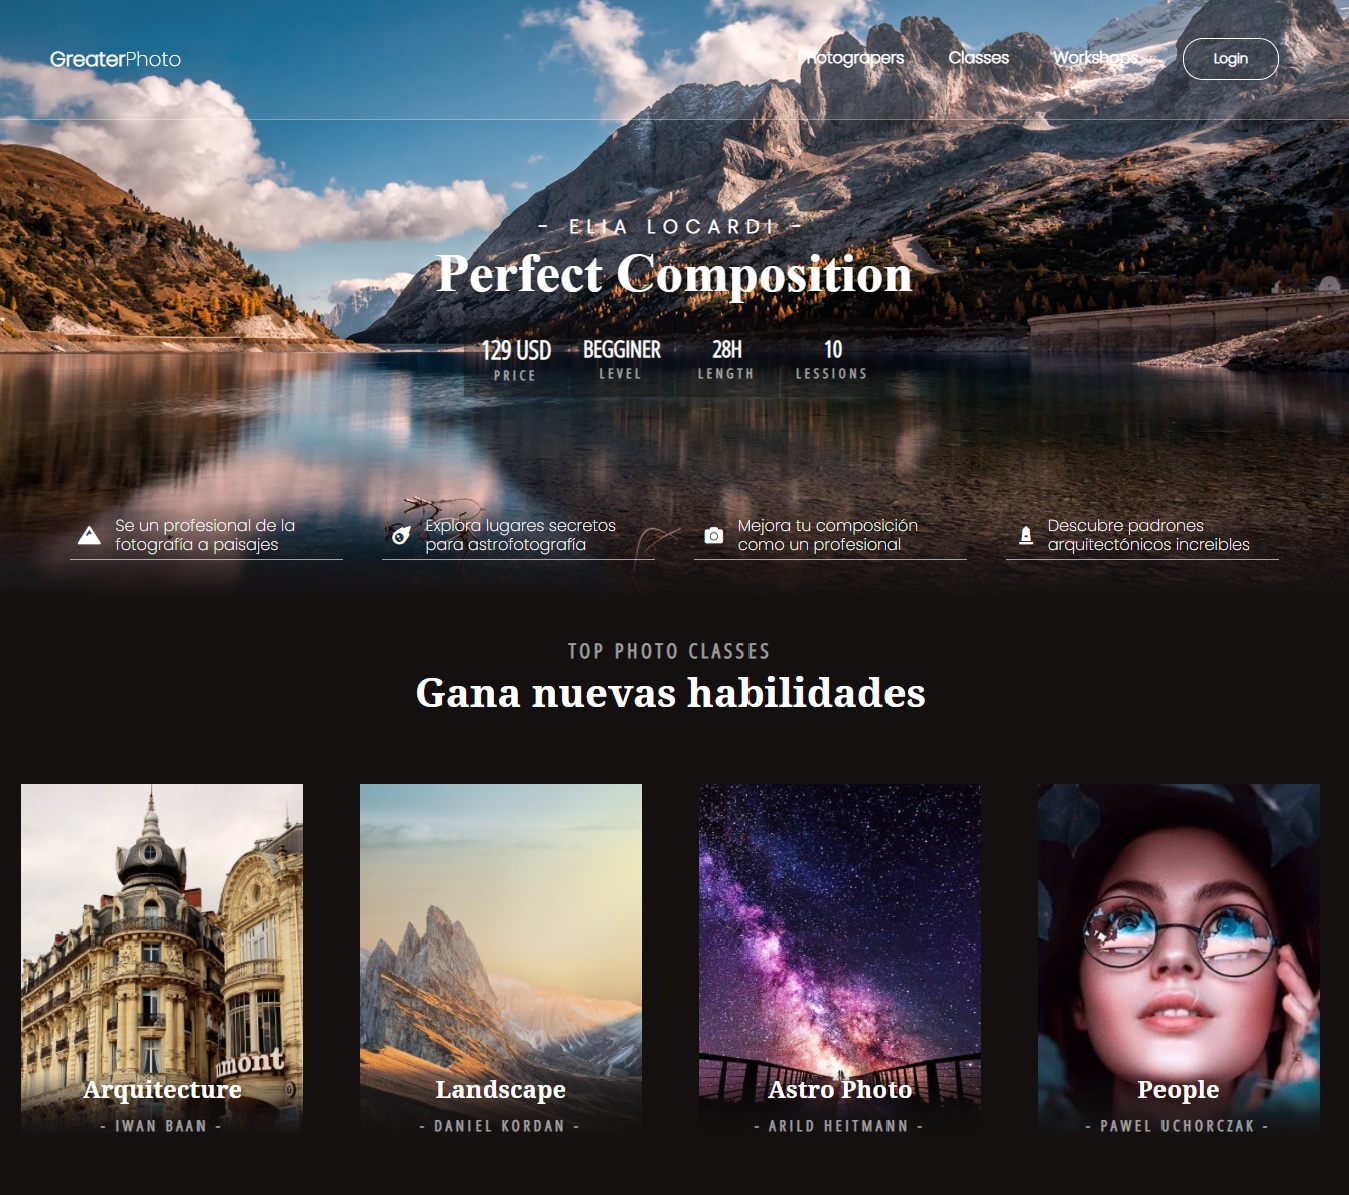 GreaterPhoto
Photograpers Classes Workshops Login
- ELIA LOCARDI -
Perfect Composition
129 USD BEGGINER 28H 10
PRICE LEVEL LENGTH LESSIONS
Se un profesional de la
fotografía a paisajes
Explora lugares secretos
para astrofotografía
Mejora tu composición
como un profesional
Descubre padrones
arquitectónicos increibles
TOP PHOTO CLASSES
Gana nuevas habilidades
mont
Arquitecture
- IWAN BAAN -
Landscape
- DANIEL KORDAN -
Astro Photo
- ARILD HEITMANN -
People
- PAWEL UCHORCZAK -